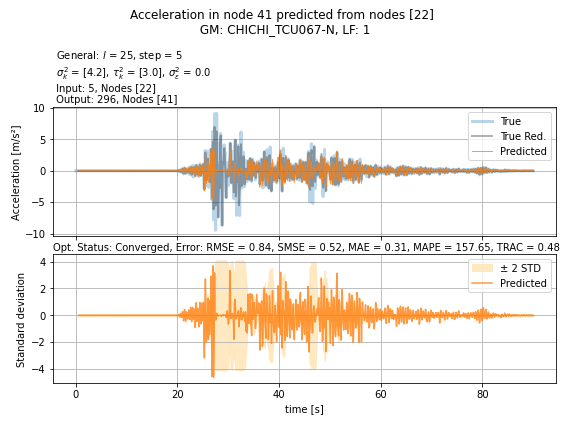 Acceleration in node 41 predicted from nodes [22]
GM: CHICHI_TCU067-N, LF: 1
General: l = 25, step = 5
σ²ₖ = [4.2], τ²ₖ = [3.0], σ²ε = 0.0
Input: 5, Nodes [22]
Output: 296, Nodes [41]
Acceleration [m/s²]
10
5
0
−5
−10
True
True Red.
Predicted
Opt. Status: Converged, Error: RMSE = 0.84, SMSE = 0.52, MAE = 0.31, MAPE = 157.65, TRAC = 0.48
Standard deviation
4
2
0
−2
−4
± 2 STD
Predicted
0 20 40 60 80
time [s]